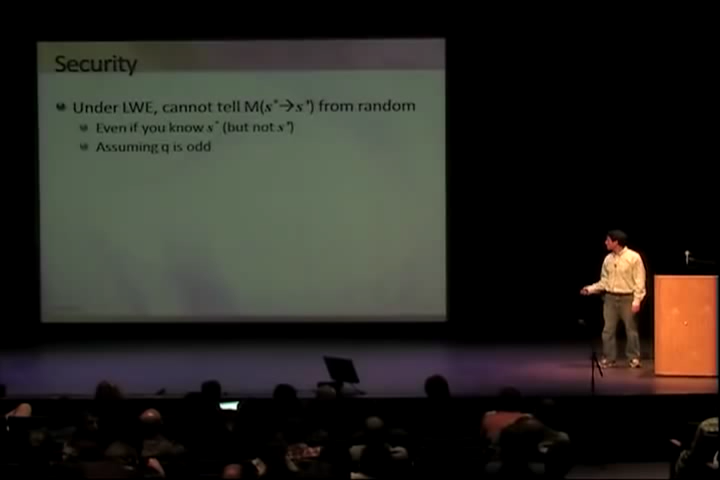 Security
Under LWE, cannot tell M(s*→s') from random
Even if you know s* (but not s')
Assuming q is odd